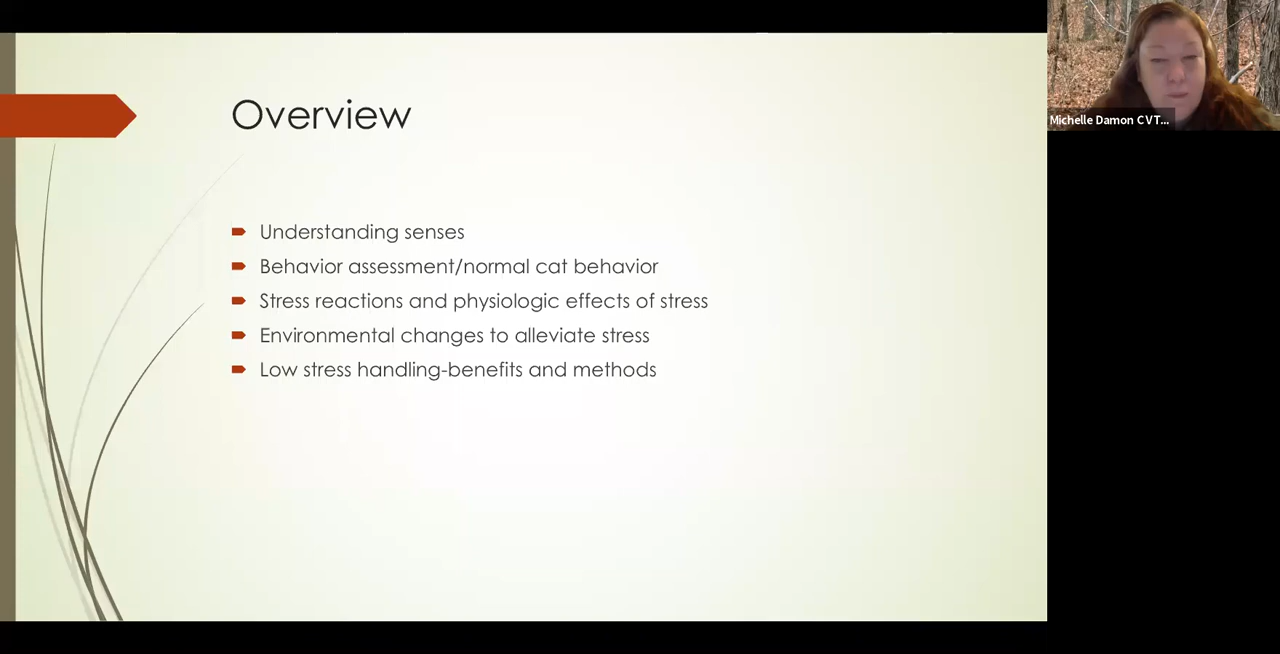 Overview
Understanding senses
Behavior assessment/normal cat behavior
Stress reactions and physiologic effects of stress
Environmental changes to alleviate stress
Low stress handling-benefits and methods
Michelle Damon CVT...